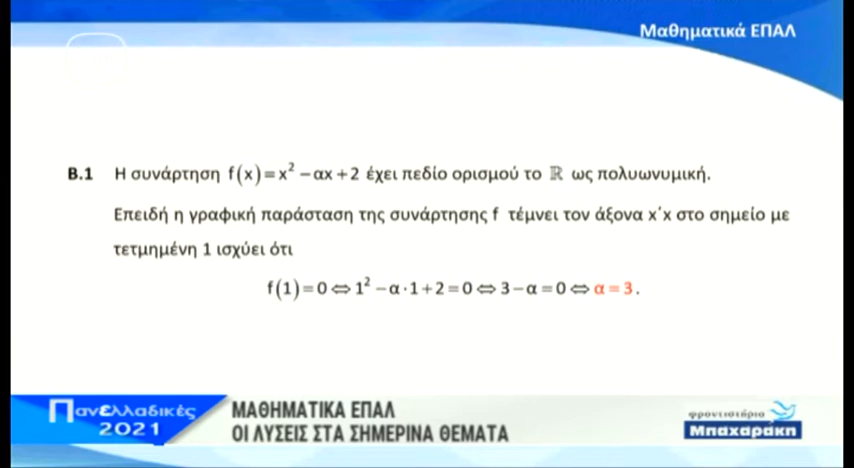 Μαθηματικά ΕΠΑΛ
B.1 Η συνάρτηση f(x)=x² −αx+2 έχει πεδίο ορισμού το ℝ ως πολυωνυμική.
Επειδή η γραφική παράσταση της συνάρτησης f τέμνει τον άξονα x΄x στο σημείο με
τετμημένη 1 ισχύει ότι
f(1)=0⇔1² −α·1+2=0⇔3−α=0⇔α=3.
Πανελλαδικές
2021
ΜΑΘΗΜΑΤΙΚΑ ΕΠΑΛ
ΟΙ ΛΥΣΕΙΣ ΣΤΑ ΣΗΜΕΡΙΝΑ ΘΕΜΑΤΑ
φροντιστήριο
Μπαχαράκη